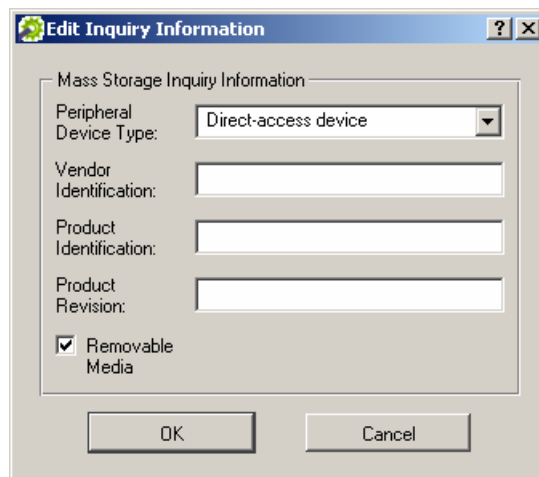 Edit Inquiry Information
Mass Storage Inquiry Information
Peripheral
Device Type:
Direct-access device
Vendor
Identification:
Product
Identification:
Product
Revision:
Removable
Media
OK
Cancel